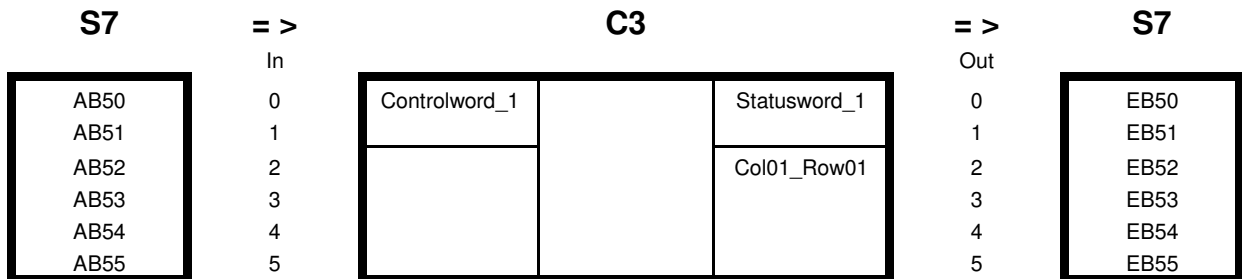 S7 = > C3 = > S7
In Out
AB50 0 Controlword_1 Statusword_1 0 EB50
AB51 1 1 EB51
AB52 2 Col01_Row01 2 EB52
AB53 3 3 EB53
AB54 4 4 EB54
AB55 5 5 EB55